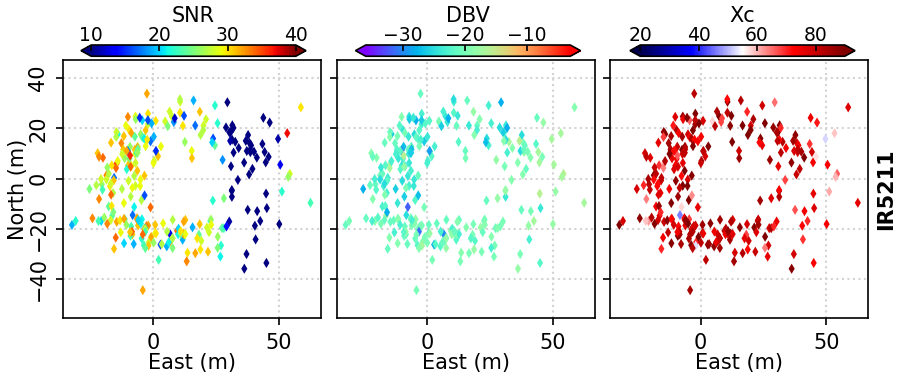 SNR
DBV
Xc
10 20 30 40
−30 −20 −10
20 40 60 80
North (m)
40
20
0
−20
−40
0 50
0 50
0 50
East (m)
East (m)
East (m)
IR5211